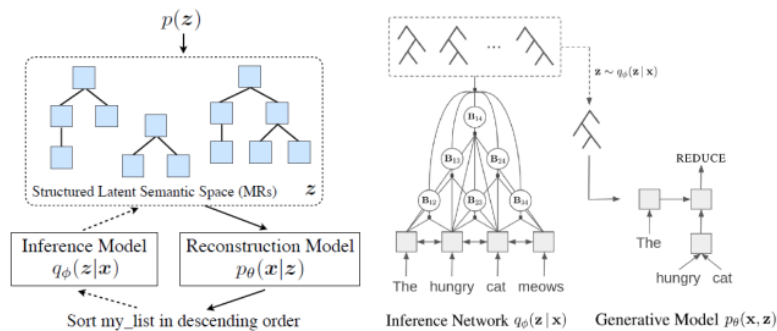 p(z)
Structured Latent Semantic Space (MRs) z
Inference Model
qϕ(z|x)
Reconstruction Model
pθ(x|z)
Sort my_list in descending order
...
z ∼ qϕ(z | x)
B14
B13 B24
B12 B23 B34
The hungry cat meows
Inference Network qϕ(z | x)
REDUCE
The
hungry cat
Generative Model pθ(x, z)